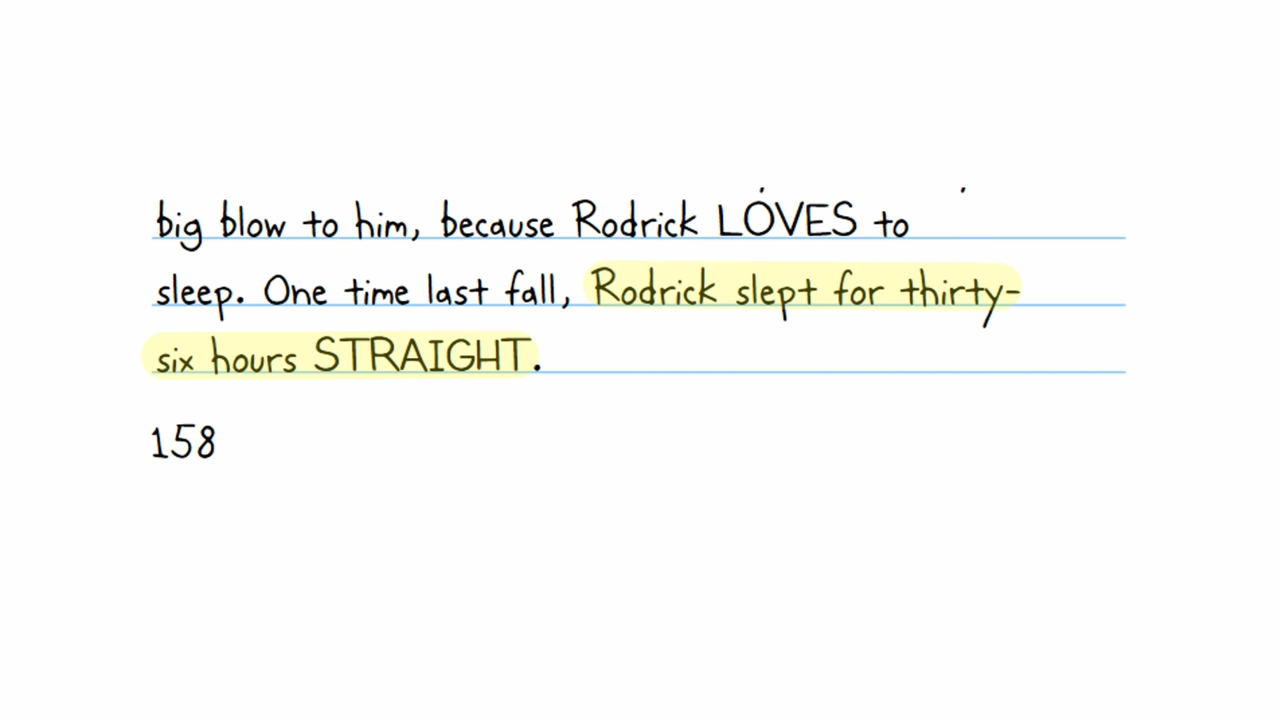 big blow to him, because Rodrick LOVES to
sleep. One time last fall, Rodrick slept for thirty-
six hours STRAIGHT.
158